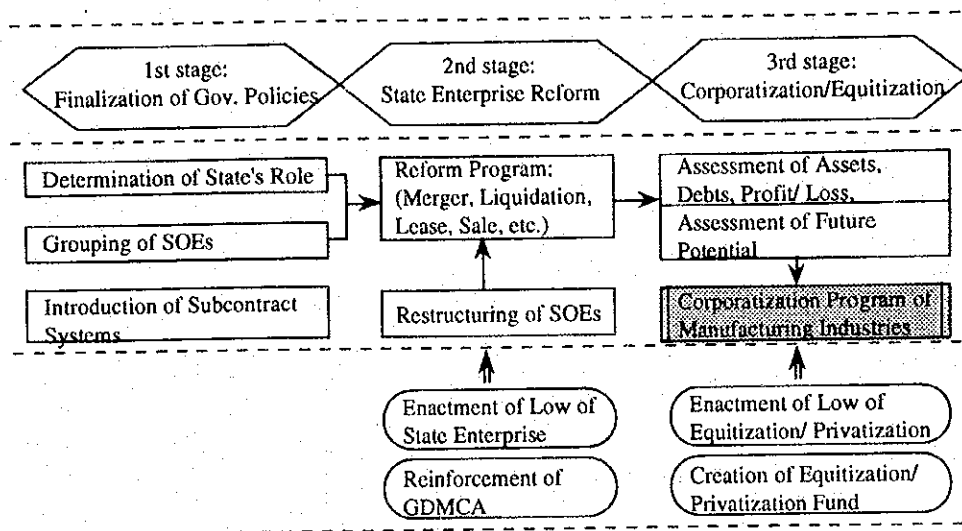 1st stage:
Finalization of Gov. Policies
2nd stage:
State Enterprise Reform
3rd stage:
Corporatization/Equitization
Determination of State's Role
Grouping of SOEs
Introduction of Subcontract
Systems
Reform Program:
(Merger, Liquidation,
Lease, Sale, etc.)
Restructuring of SOEs
Assessment of Assets,
Debts, Profit/ Loss,
Assessment of Future
Potential
Corporatization Program of
Manufacturing Industries
Enactment of Low of
State Enterprise
Reinforcement of
GDMCA
Enactment of Low of
Equitization/ Privatization
Creation of Equitization/
Privatization Fund